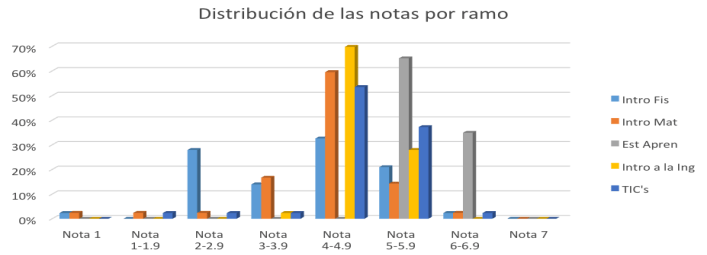 Distribución de las notas por ramo
70%
60%
50%
40%
30%
20%
10%
0%
Nota 1
Nota 1-1.9
Nota 2-2.9
Nota 3-3.9
Nota 4-4.9
Nota 5-5.9
Nota 6-6.9
Nota 7
Intro Fis
Intro Mat
Est Apren
Intro a la Ing
TIC's